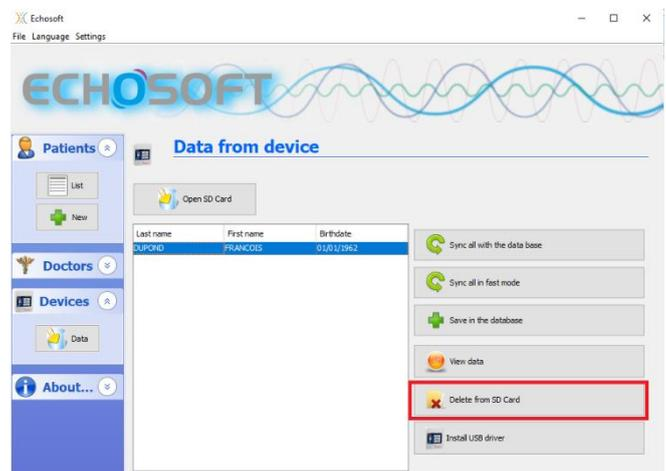 Echosoft
File Language Settings
ECHOSOFT
Patients
List
New
Doctors
Devices
Data
About...
Data from device
Open SD Card
Last name First name Birthdate
DUPOND FRANCOIS 01/01/1962
Sync all with the data base
Sync all in fast mode
Save in the database
View data
Delete from SD Card
Install USB driver